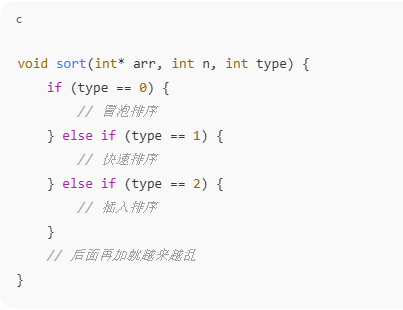 c
void sort(int* arr, int n, int type) {
    if (type == 0) {
        // 冒泡排序
    } else if (type == 1) {
        // 快速排序
    } else if (type == 2) {
        // 插入排序
    }
    // 后面再加就越来越乱
}